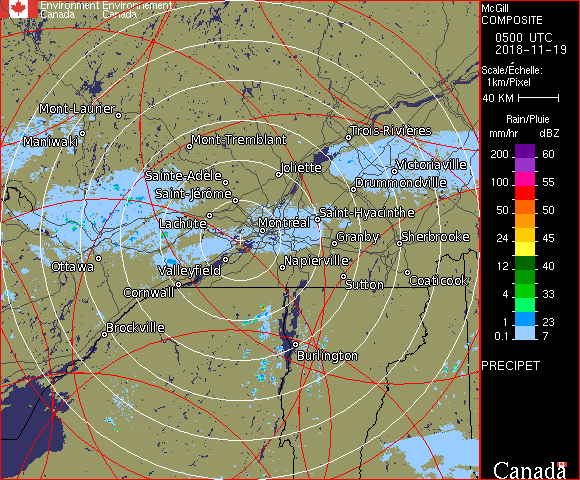 Environment Environnement
Canada Canada
McGill
COMPOSITE
0500 UTC
2018-11-19
Scale/Échelle:
1km/Pixel
40 KM
Rain/Pluie
mm/hr dBZ
200 60
100 55
75 53
50 50
24 45
12 40
4 33
1 23
0.1 7
PRECIPET
Canada
Mont-Laurier
Maniwaki
Mont-Tremblant
Trois-Rivières
Joliette
Victoriaville
Sainte-Adèle
Drummondville
Saint-Jérôme
Lachute
Montréal
Saint-Hyacinthe
Granby
Sherbrooke
Ottawa
Valleyfield
Napierville
Cornwall
Sutton
Coaticook
Brockville
Burlington